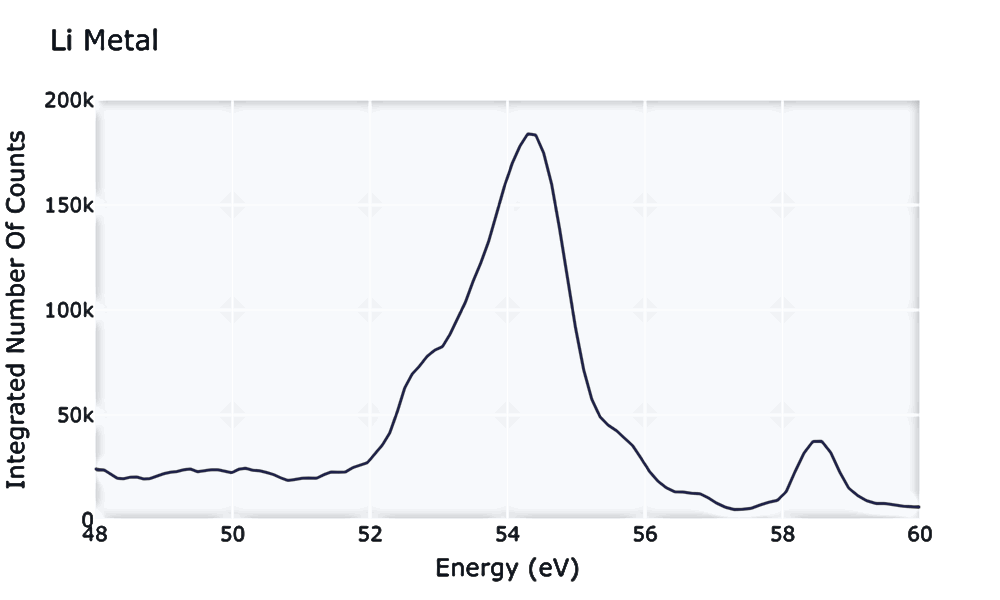 Li Metal
200k
150k
100k
50k
0
Integrated Number Of Counts
48 50 52 54 56 58 60
Energy (eV)